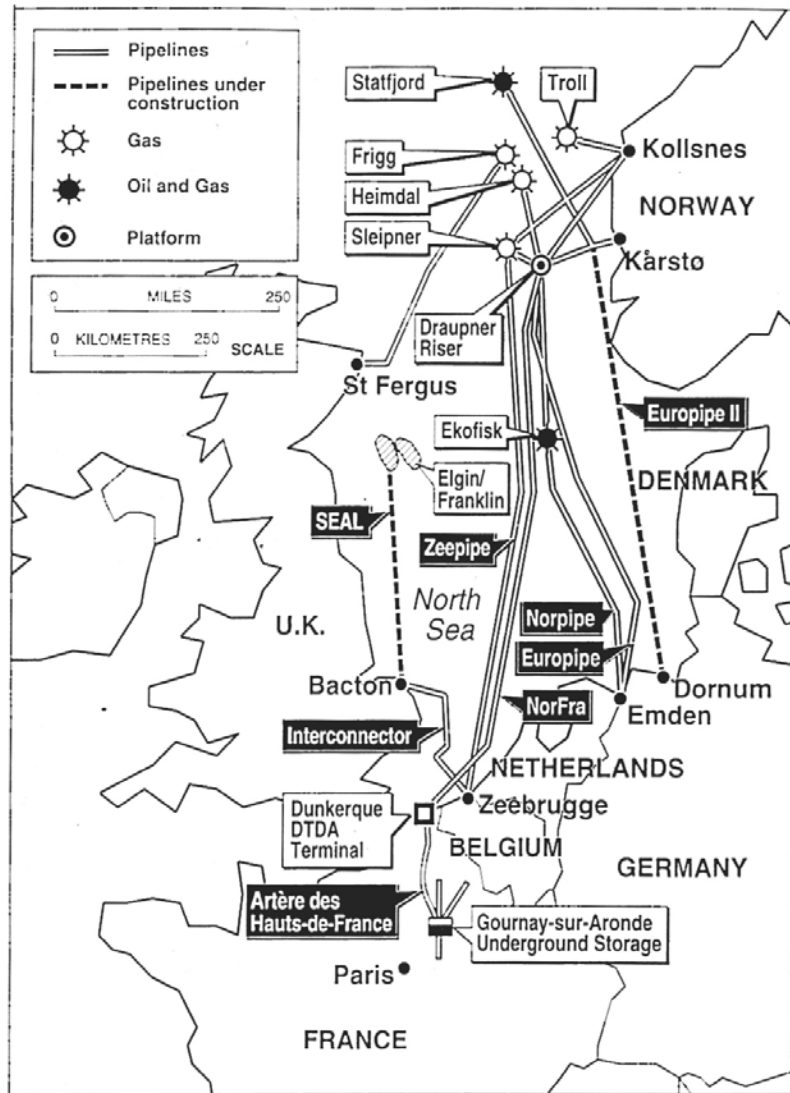 Pipelines
Pipelines under
construction
Gas
Oil and Gas
Platform
0 MILES 250
0 KILOMETRES 250 SCALE
Statfjord
Troll
Kollsnes
Frigg
Heimdal
NORWAY
Sleipner
Kårstø
Draupner
Riser
St Fergus
Europipe II
Ekofisk
Elgin/
Franklin
DENMARK
SEAL
Zeepipe
North
Sea
U.K.
Norpipe
Europipe
Bacton
Dornum
NorFra
Emden
Interconnector
NETHERLANDS
Zeebrugge
Dunkerque
DTDA
Terminal
BELGIUM
GERMANY
Artère des
Hauts-de-France
Gournay-sur-Aronde
Underground Storage
Paris
FRANCE